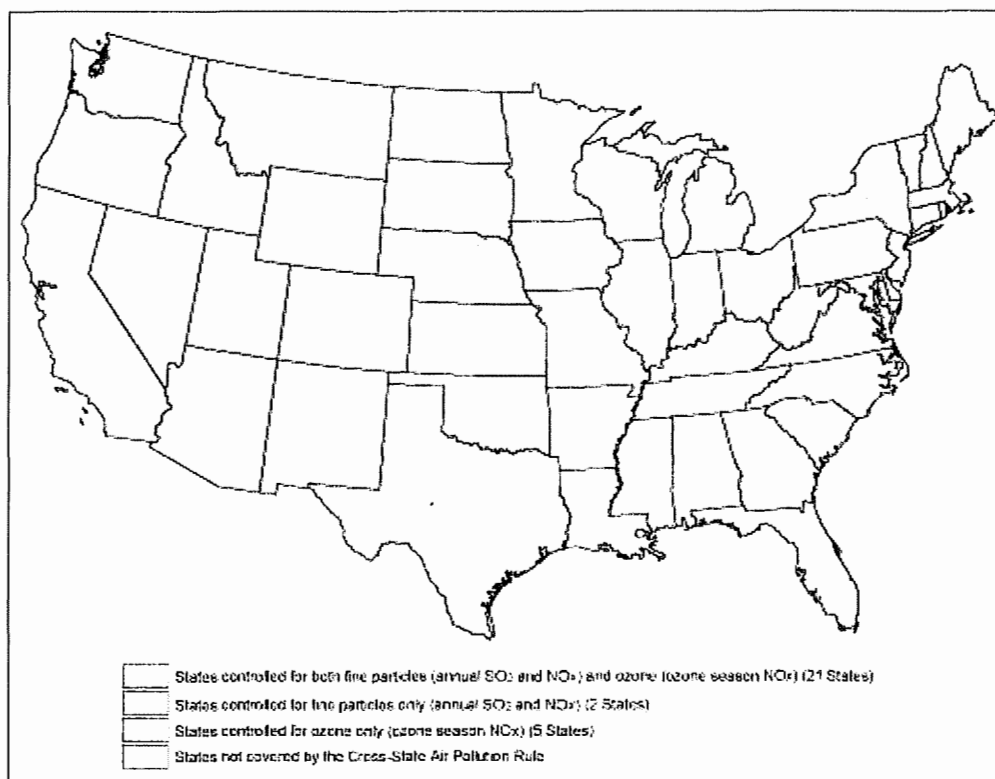 States controlled for both fine particles (annual SO₂ and NOx) and ozone (ozone season NOx) (21 States)
States controlled for fine particles only (annual SO₂ and NOx) (2 States)
States controlled for ozone only (ozone season NOx) (5 States)
States not covered by the Cross-State Air Pollution Rule